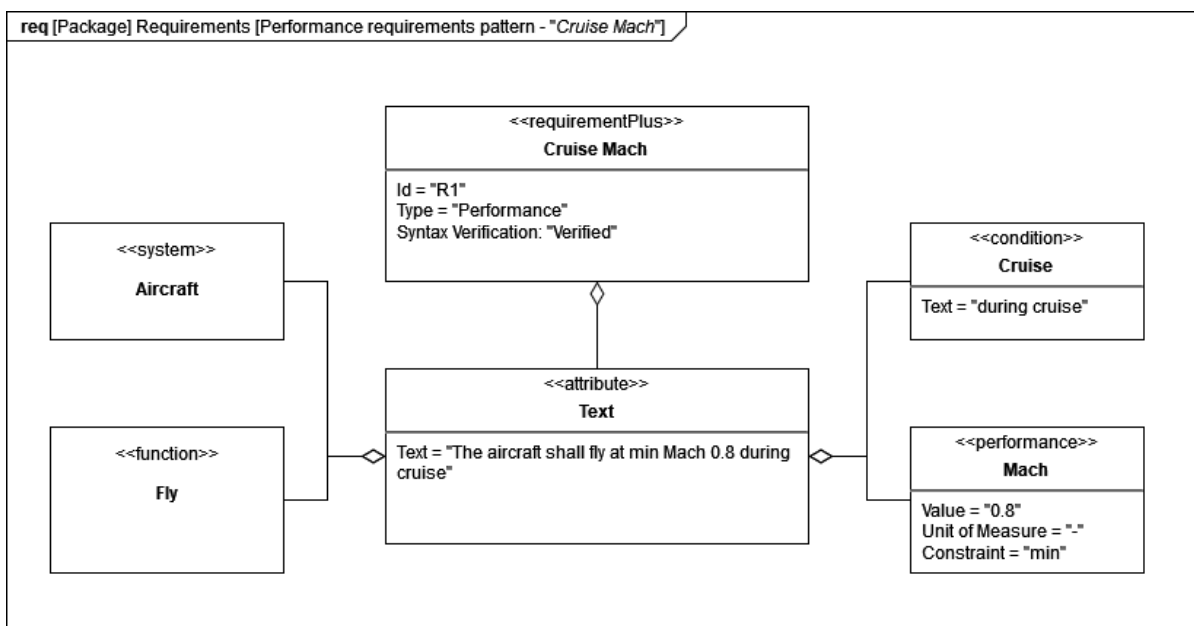 req [Package] Requirements [Performance requirements pattern - "Cruise Mach"]
<<requirementPlus>>
Cruise Mach
Id = "R1"
Type = "Performance"
Syntax Verification: "Verified"
<<system>>
Aircraft
<<condition>>
Cruise
Text = "during cruise"
<<attribute>>
Text
Text = "The aircraft shall fly at min Mach 0.8 during
cruise"
<<function>>
Fly
<<performance>>
Mach
Value = "0.8"
Unit of Measure = "-"
Constraint = "min"